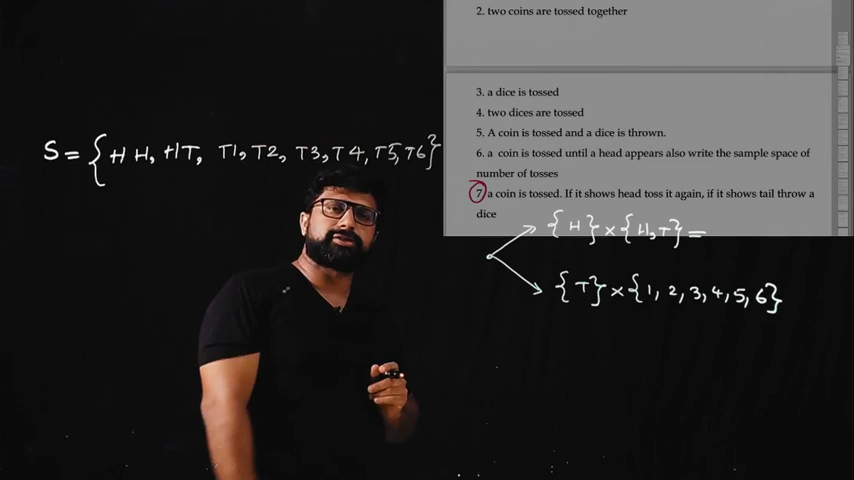 2. two coins are tossed together
3. a dice is tossed
4. two dices are tossed
5. A coin is tossed and a dice is thrown.
6. a coin is tossed until a head appears also write the sample space of
number of tosses
7. a coin is tossed. If it shows head toss it again, if it shows tail throw a
dice
S = { H H, HT, T1, T2, T3, T4, T5, T6}
{H} × {H, T} =
{T} × {1, 2, 3, 4, 5, 6}